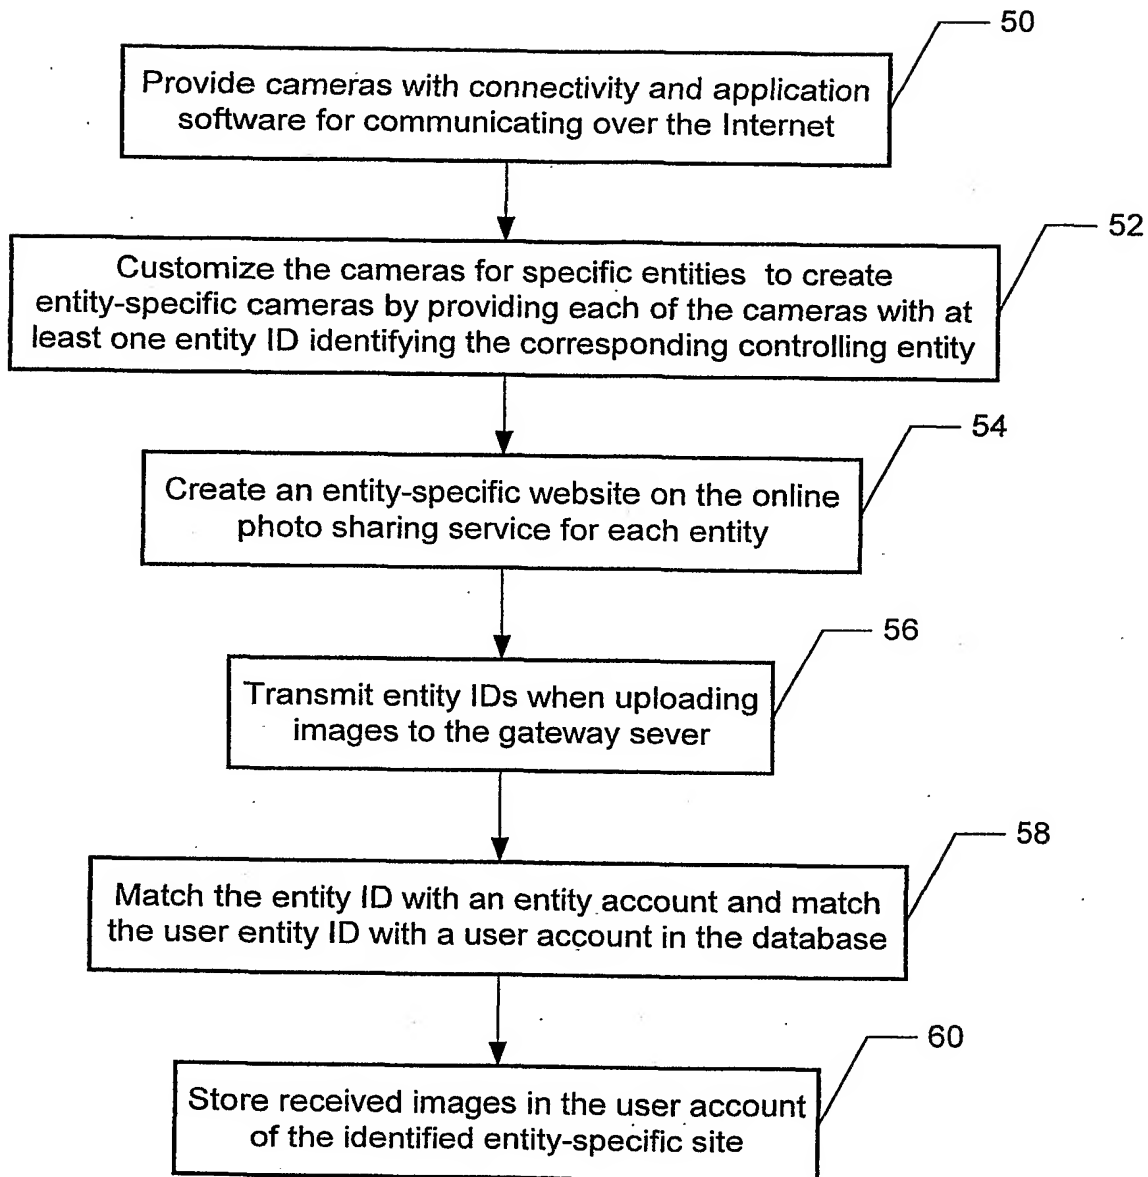 50
Provide cameras with connectivity and application
software for communicating over the Internet
52
Customize the cameras for specific entities to create
entity-specific cameras by providing each of the cameras with at
least one entity ID identifying the corresponding controlling entity
54
Create an entity-specific website on the online
photo sharing service for each entity
56
Transmit entity IDs when uploading
images to the gateway sever
58
Match the entity ID with an entity account and match
the user entity ID with a user account in the database
60
Store received images in the user account
of the identified entity-specific site